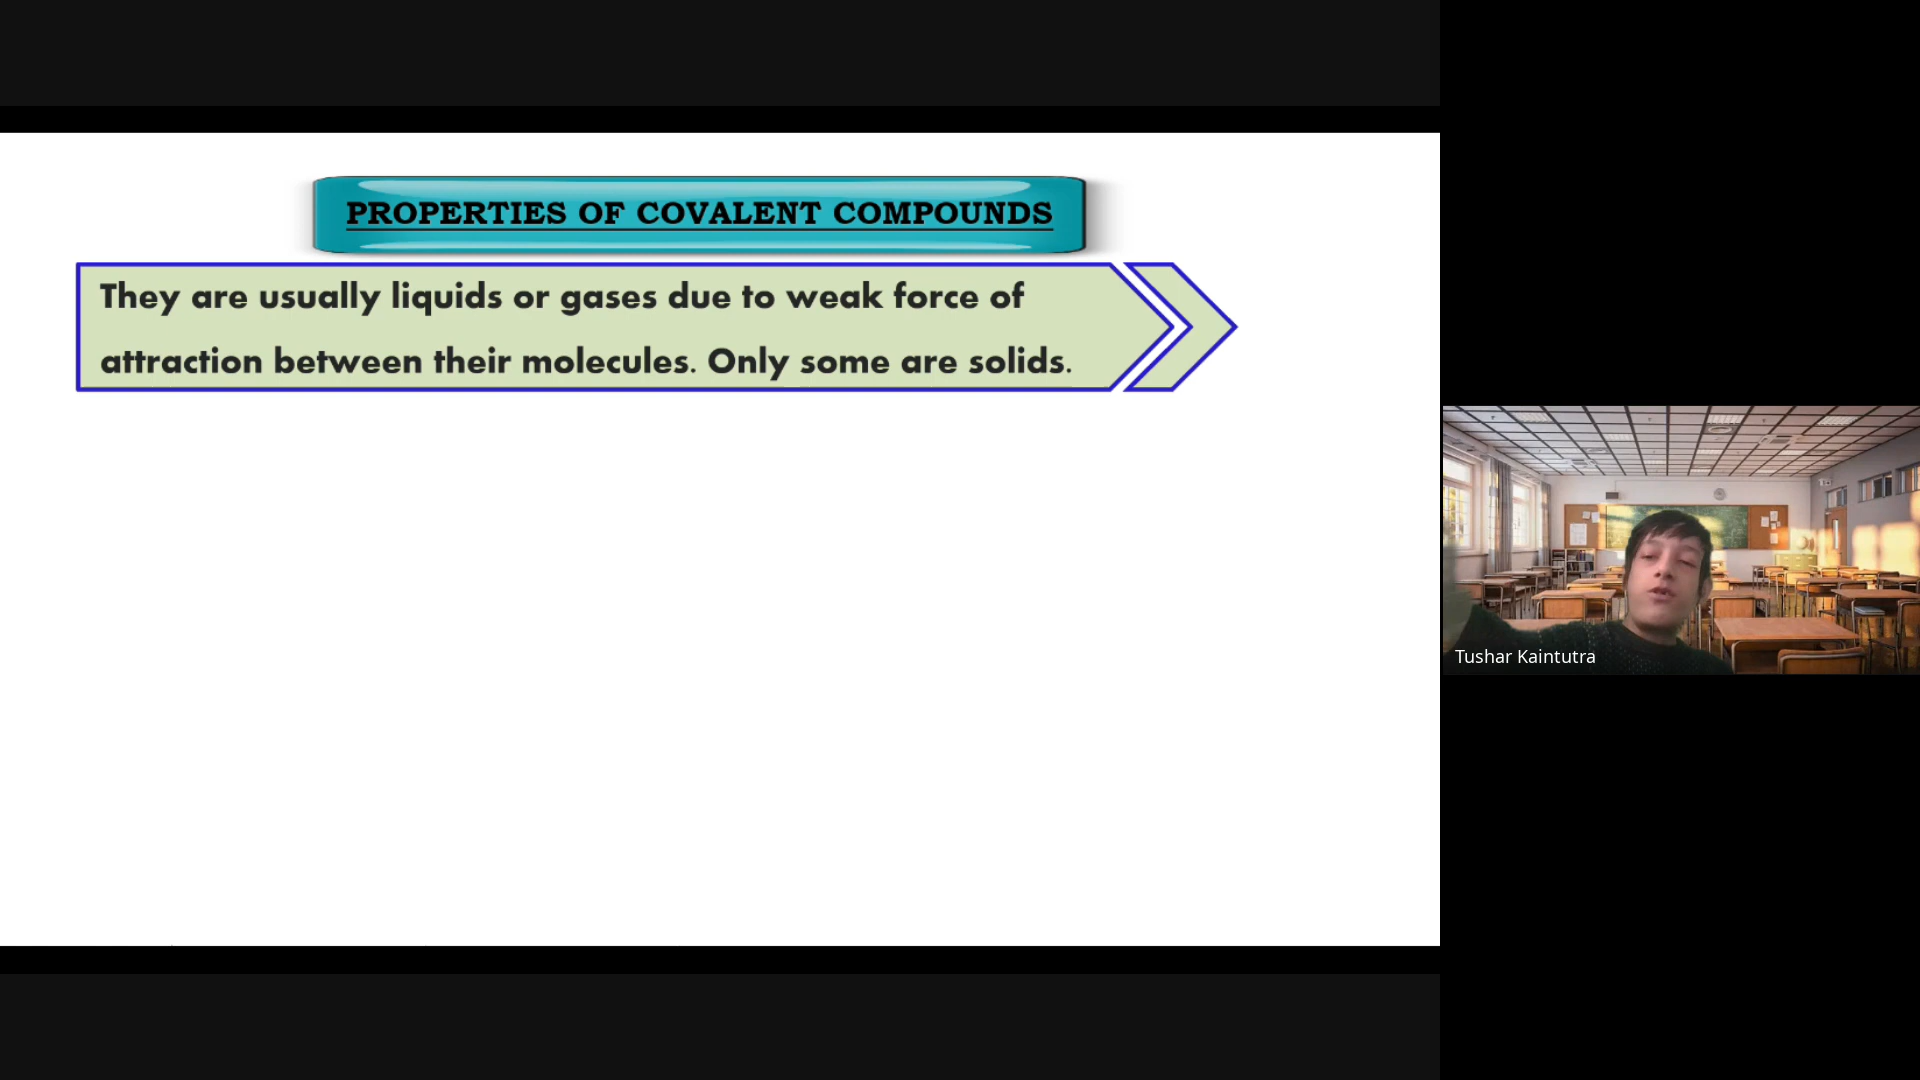 PROPERTIES OF COVALENT COMPOUNDS
They are usually liquids or gases due to weak force of
attraction between their molecules. Only some are solids.
Tushar Kaintutra